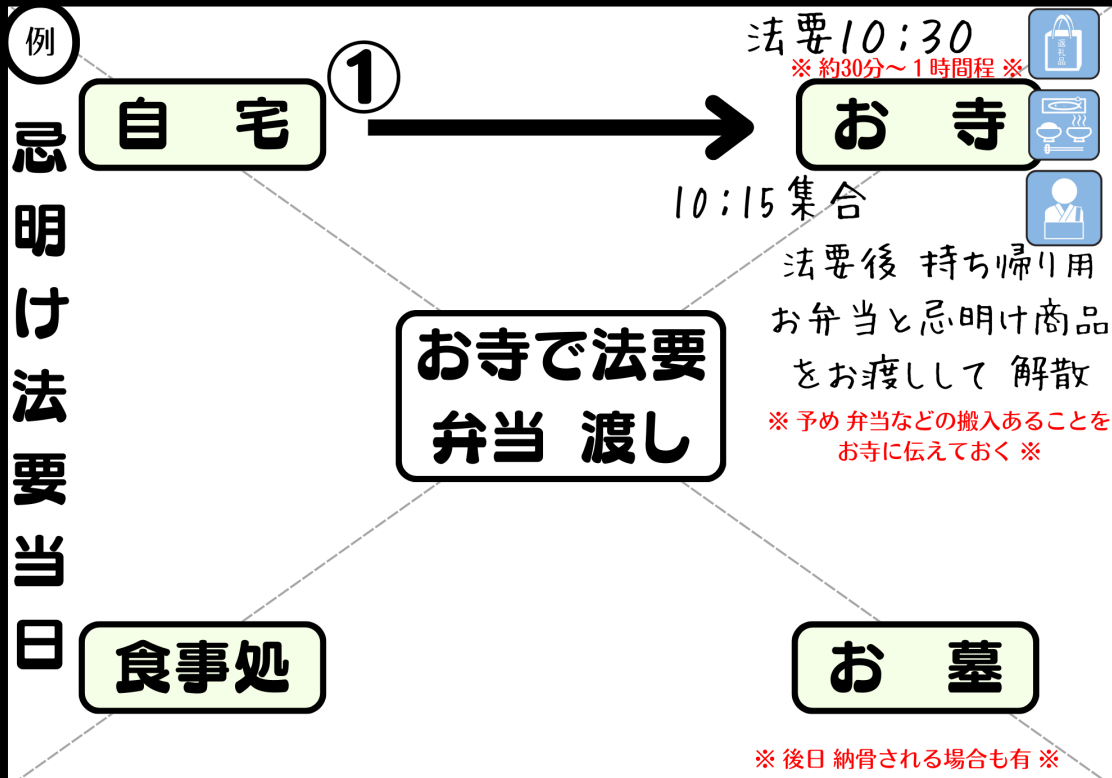 例
忌明け法要当日
自 宅
①
法要10:30
※ 約30分～1時間程 ※
返礼品
お 寺
10:15集合
法要後 持ち帰り用
お弁当と忌明け商品
をお渡しして 解散
※ 予め 弁当などの搬入あることを
お寺に伝えておく ※
お寺で法要
弁当 渡し
食事処
お 墓
※ 後日 納骨される場合も有 ※